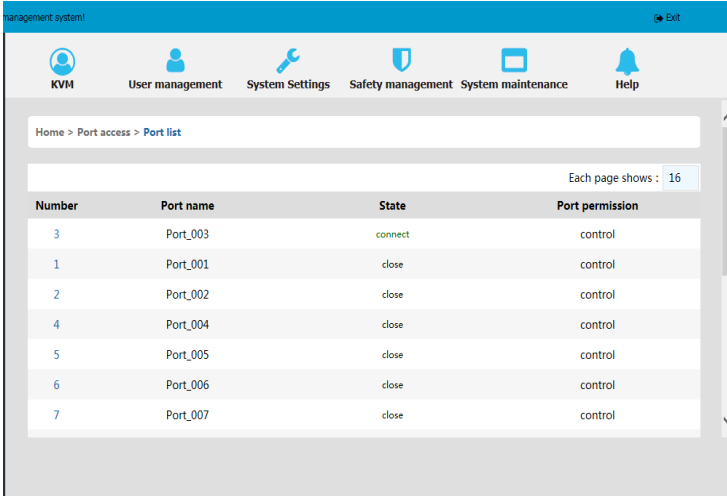 management system!
Exit
KVM User management System Settings Safety management System maintenance Help
Home > Port access > Port list
Each page shows : 16
Number Port name State Port permission
3 Port_003 connect control
1 Port_001 close control
2 Port_002 close control
4 Port_004 close control
5 Port_005 close control
6 Port_006 close control
7 Port_007 close control